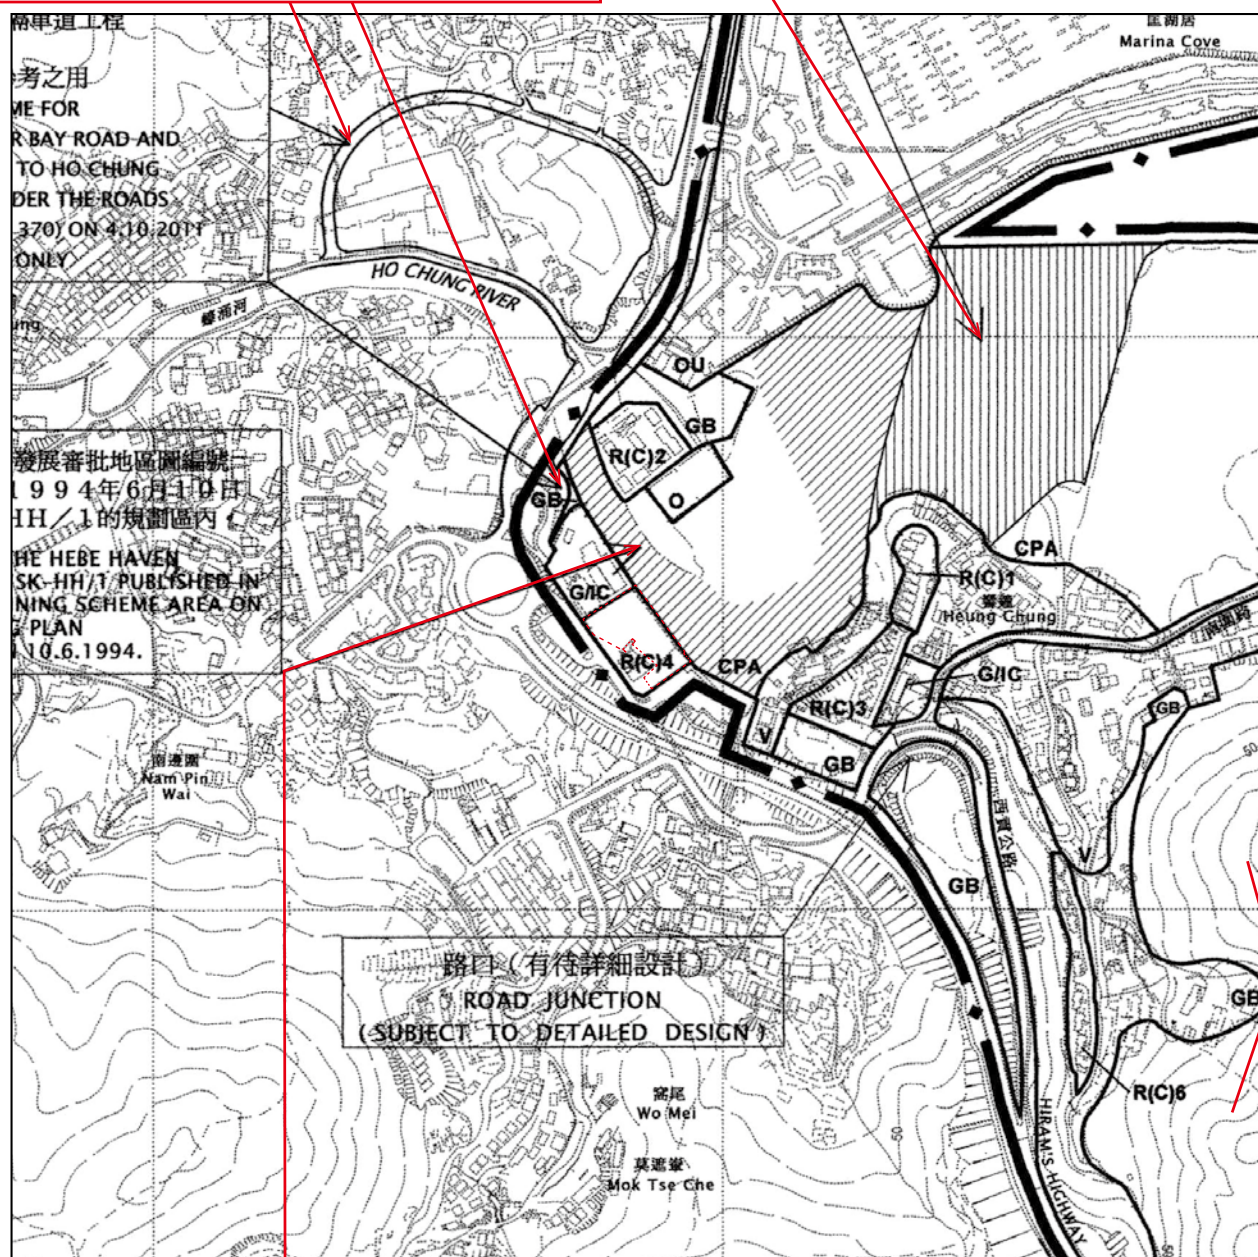 隔車道工程
考之用
ME FOR
R BAY ROAD AND
TO HO CHUNG
DER THE ROADS
370) ON 4.10.2011
ONLY
匡湖居
Marina Cove
HO CHUNG RIVER
蠔涌河
ung
OU
GB
R(C)2
O
GB
發展審批地區圖編號
1994年6月10日
HH/1的規劃區內
HE HEBE HAVEN
SK-HH/1 PUBLISHED IN
NING SCHEME AREA ON
G PLAN
10.6.1994.
G/IC
R(C)4
CPA
CPA
R(C)1
響鐘
Heung Chung
G/IC
R(C)3
V
GB
GB
南邊圍
Nam Pin
Wai
西貢公路
V
GB
路口(有待詳細設計)
ROAD JUNCTION
(SUBJECT TO DETAILED DESIGN)
GB
R(C)6
窩尾
Wo Mei
莫遮輋
Mok Tse Che
HIRAM'S HIGHWAY
50
50
50